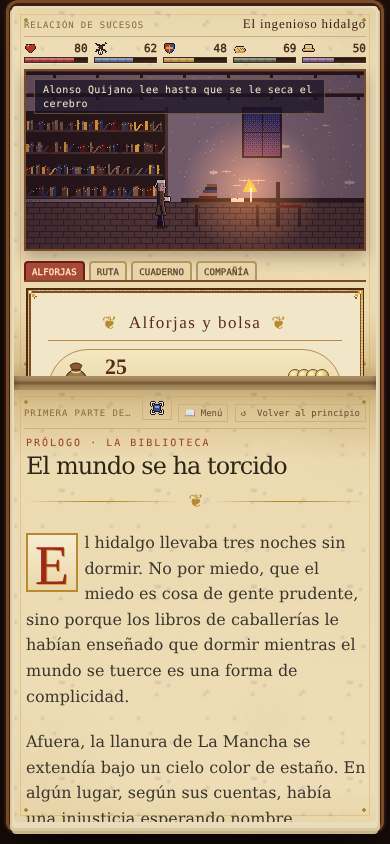 RELACIÓN DE SUCESOS
El ingenioso hidalgo
80 62 48 69 50
Alonso Quijano lee hasta que se le seca el
cerebro
ALFORJAS RUTA CUADERNO COMPAÑÍA
Alforjas y bolsa
25
PRIMERA PARTE DE… Menú ↺ Volver al principio
PRÓLOGO · LA BIBLIOTECA
El mundo se ha torcido
El hidalgo llevaba tres noches sin
dormir. No por miedo, que el
miedo es cosa de gente prudente,
sino porque los libros de caballerías le
habían enseñado que dormir mientras el
mundo se tuerce es una forma de
complicidad.
Afuera, la llanura de La Mancha se
extendía bajo un cielo color de estaño. En
algún lugar, según sus cuentas, había
una injusticia esperando nombre